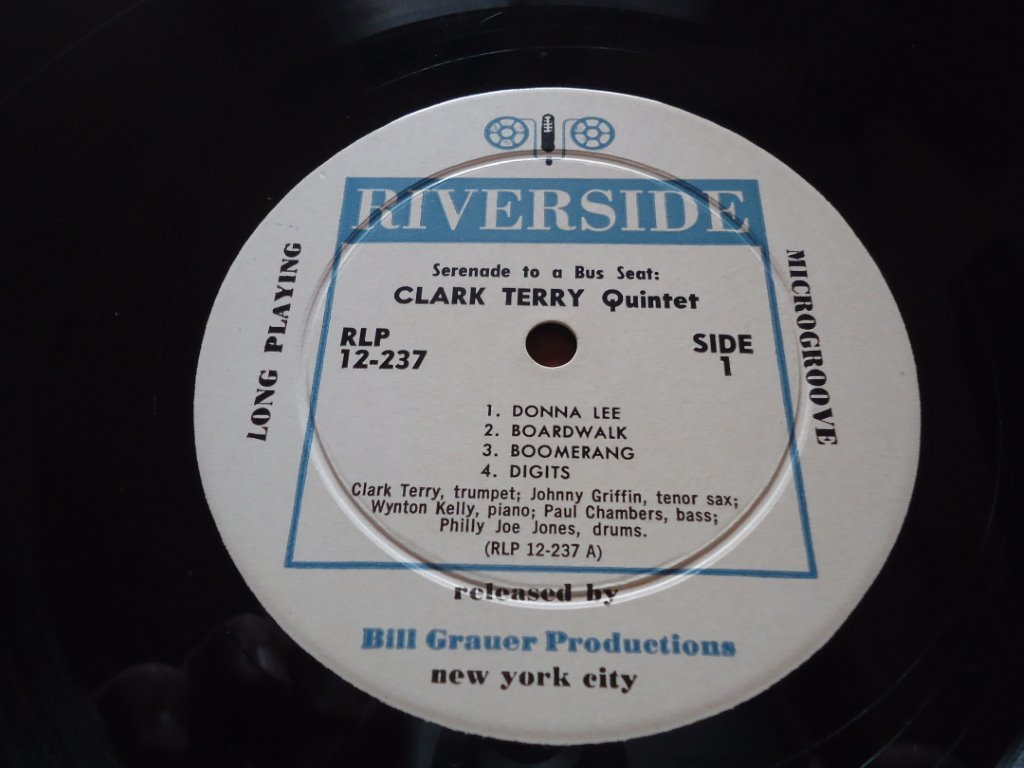 RIVERSIDE
Serenade to a Bus Seat:
CLARK TERRY Quintet
RLP
12-237
SIDE
1
LONG PLAYING
MICROGROOVE
1. DONNA LEE
2. BOARDWALK
3. BOOMERANG
4. DIGITS
Clark Terry, trumpet; Johnny Griffin, tenor sax;
Wynton Kelly, piano; Paul Chambers, bass;
Philly Joe Jones, drums.
(RLP 12-237 A)
released by
Bill Grauer Productions
new york city